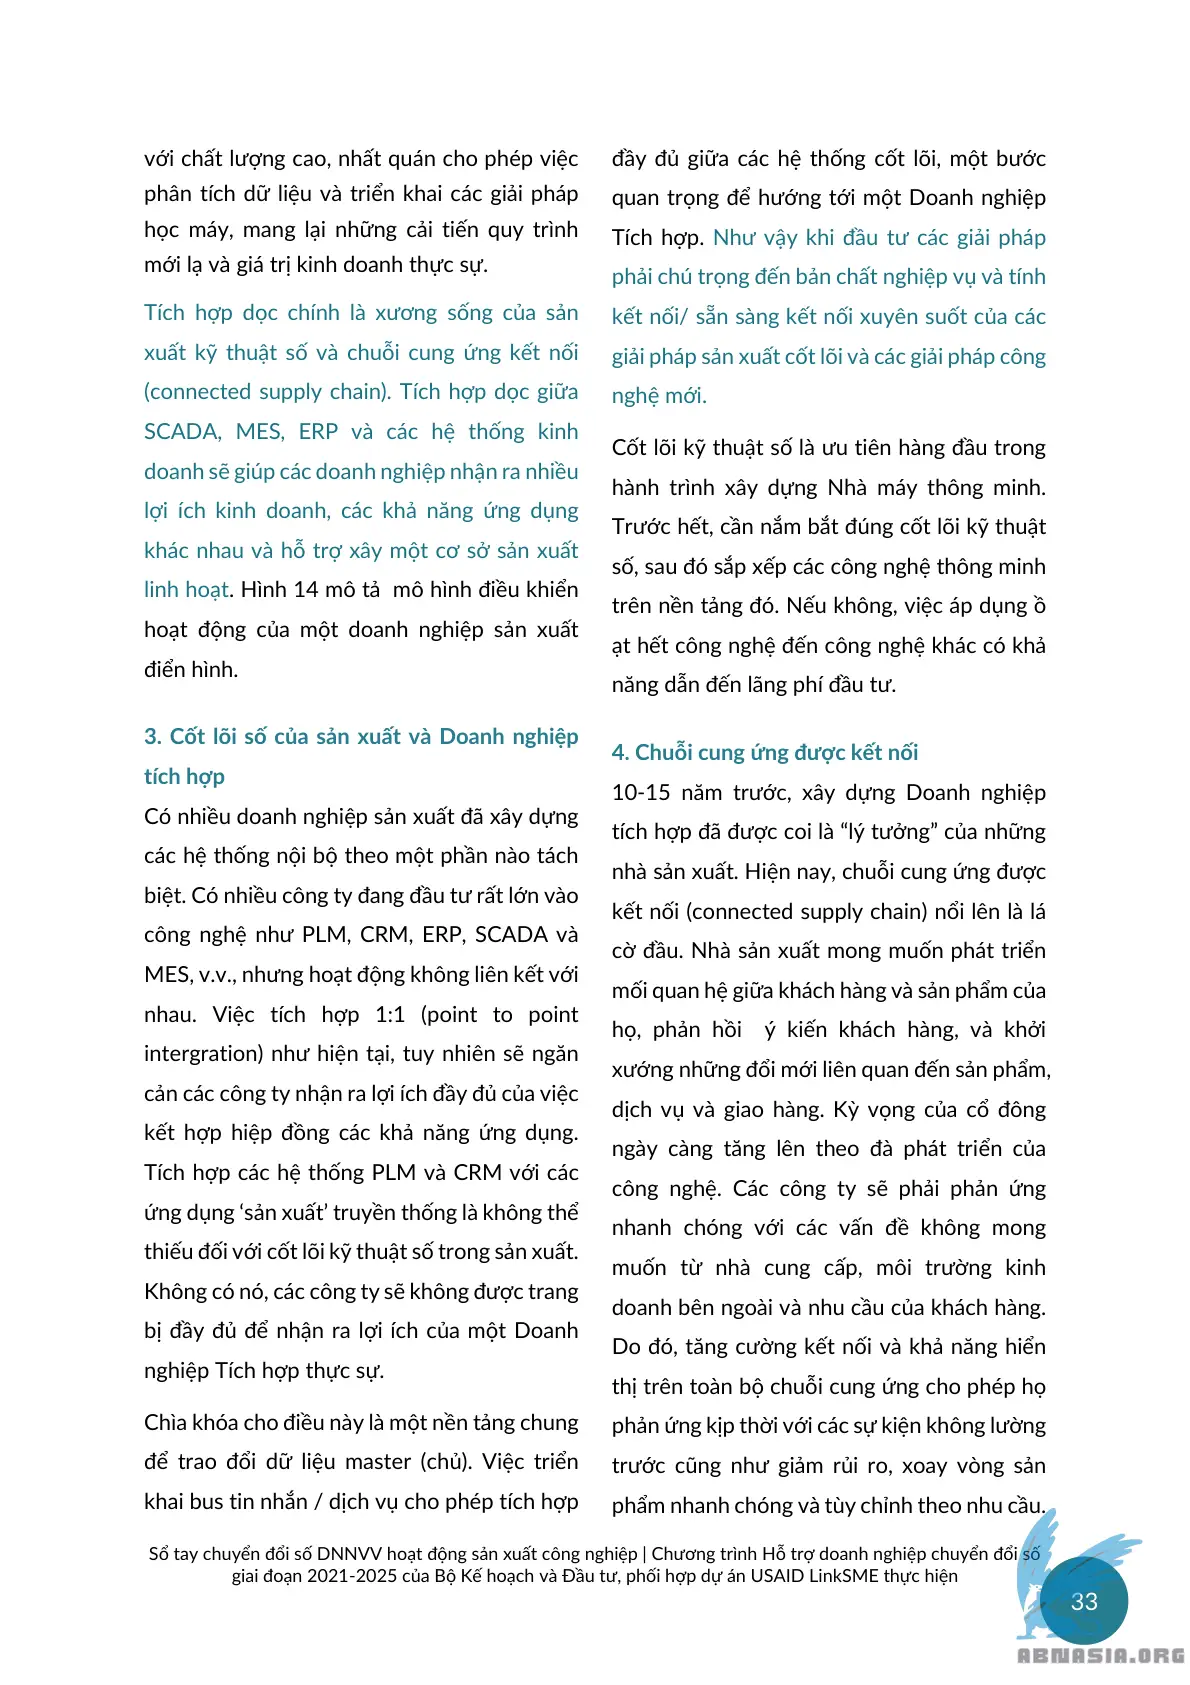 với chất lượng cao, nhất quán cho phép việc
phân tích dữ liệu và triển khai các giải pháp
học máy, mang lại những cải tiến quy trình
mới lạ và giá trị kinh doanh thực sự.
Tích hợp dọc chính là xương sống của sản
xuất kỹ thuật số và chuỗi cung ứng kết nối
(connected supply chain). Tích hợp dọc giữa
SCADA, MES, ERP và các hệ thống kinh
doanh sẽ giúp các doanh nghiệp nhận ra nhiều
lợi ích kinh doanh, các khả năng ứng dụng
khác nhau và hỗ trợ xây một cơ sở sản xuất
linh hoạt. Hình 14 mô tả  mô hình điều khiển
hoạt động của một doanh nghiệp sản xuất
điển hình.
3. Cốt lõi số của sản xuất và Doanh nghiệp
tích hợp
Có nhiều doanh nghiệp sản xuất đã xây dựng
các hệ thống nội bộ theo một phần nào tách
biệt. Có nhiều công ty đang đầu tư rất lớn vào
công nghệ như PLM, CRM, ERP, SCADA và
MES, v.v., nhưng hoạt động không liên kết với
nhau. Việc tích hợp 1:1 (point to point
intergration) như hiện tại, tuy nhiên sẽ ngăn
cản các công ty nhận ra lợi ích đầy đủ của việc
kết hợp hiệp đồng các khả năng ứng dụng.
Tích hợp các hệ thống PLM và CRM với các
ứng dụng ‘sản xuất’ truyền thống là không thể
thiếu đối với cốt lõi kỹ thuật số trong sản xuất.
Không có nó, các công ty sẽ không được trang
bị đầy đủ để nhận ra lợi ích của một Doanh
nghiệp Tích hợp thực sự.
Chìa khóa cho điều này là một nền tảng chung
để trao đổi dữ liệu master (chủ). Việc triển
khai bus tin nhắn / dịch vụ cho phép tích hợp
đầy đủ giữa các hệ thống cốt lõi, một bước
quan trọng để hướng tới một Doanh nghiệp
Tích hợp. Như vậy khi đầu tư các giải pháp
phải chú trọng đến bản chất nghiệp vụ và tính
kết nối/ sẵn sàng kết nối xuyên suốt của các
giải pháp sản xuất cốt lõi và các giải pháp công
nghệ mới.
Cốt lõi kỹ thuật số là ưu tiên hàng đầu trong
hành trình xây dựng Nhà máy thông minh.
Trước hết, cần nắm bắt đúng cốt lõi kỹ thuật
số, sau đó sắp xếp các công nghệ thông minh
trên nền tảng đó. Nếu không, việc áp dụng ồ
ạt hết công nghệ đến công nghệ khác có khả
năng dẫn đến lãng phí đầu tư.
4. Chuỗi cung ứng được kết nối
10-15 năm trước, xây dựng Doanh nghiệp
tích hợp đã được coi là “lý tưởng” của những
nhà sản xuất. Hiện nay, chuỗi cung ứng được
kết nối (connected supply chain) nổi lên là lá
cờ đầu. Nhà sản xuất mong muốn phát triển
mối quan hệ giữa khách hàng và sản phẩm của
họ, phản hồi  ý kiến khách hàng, và khởi
xướng những đổi mới liên quan đến sản phẩm,
dịch vụ và giao hàng. Kỳ vọng của cổ đông
ngày càng tăng lên theo đà phát triển của
công nghệ. Các công ty sẽ phải phản ứng
nhanh chóng với các vấn đề không mong
muốn từ nhà cung cấp, môi trường kinh
doanh bên ngoài và nhu cầu của khách hàng.
Do đó, tăng cường kết nối và khả năng hiển
thị trên toàn bộ chuỗi cung ứng cho phép họ
phản ứng kịp thời với các sự kiện không lường
trước cũng như giảm rủi ro, xoay vòng sản
phẩm nhanh chóng và tùy chỉnh theo nhu cầu.
Sổ tay chuyển đổi số DNNVV hoạt động sản xuất công nghiệp | Chương trình Hỗ trợ doanh nghiệp chuyển đổi số
giai đoạn 2021-2025 của Bộ Kế hoạch và Đầu tư, phối hợp dự án USAID LinkSME thực hiện
33
ABNASIA.ORG